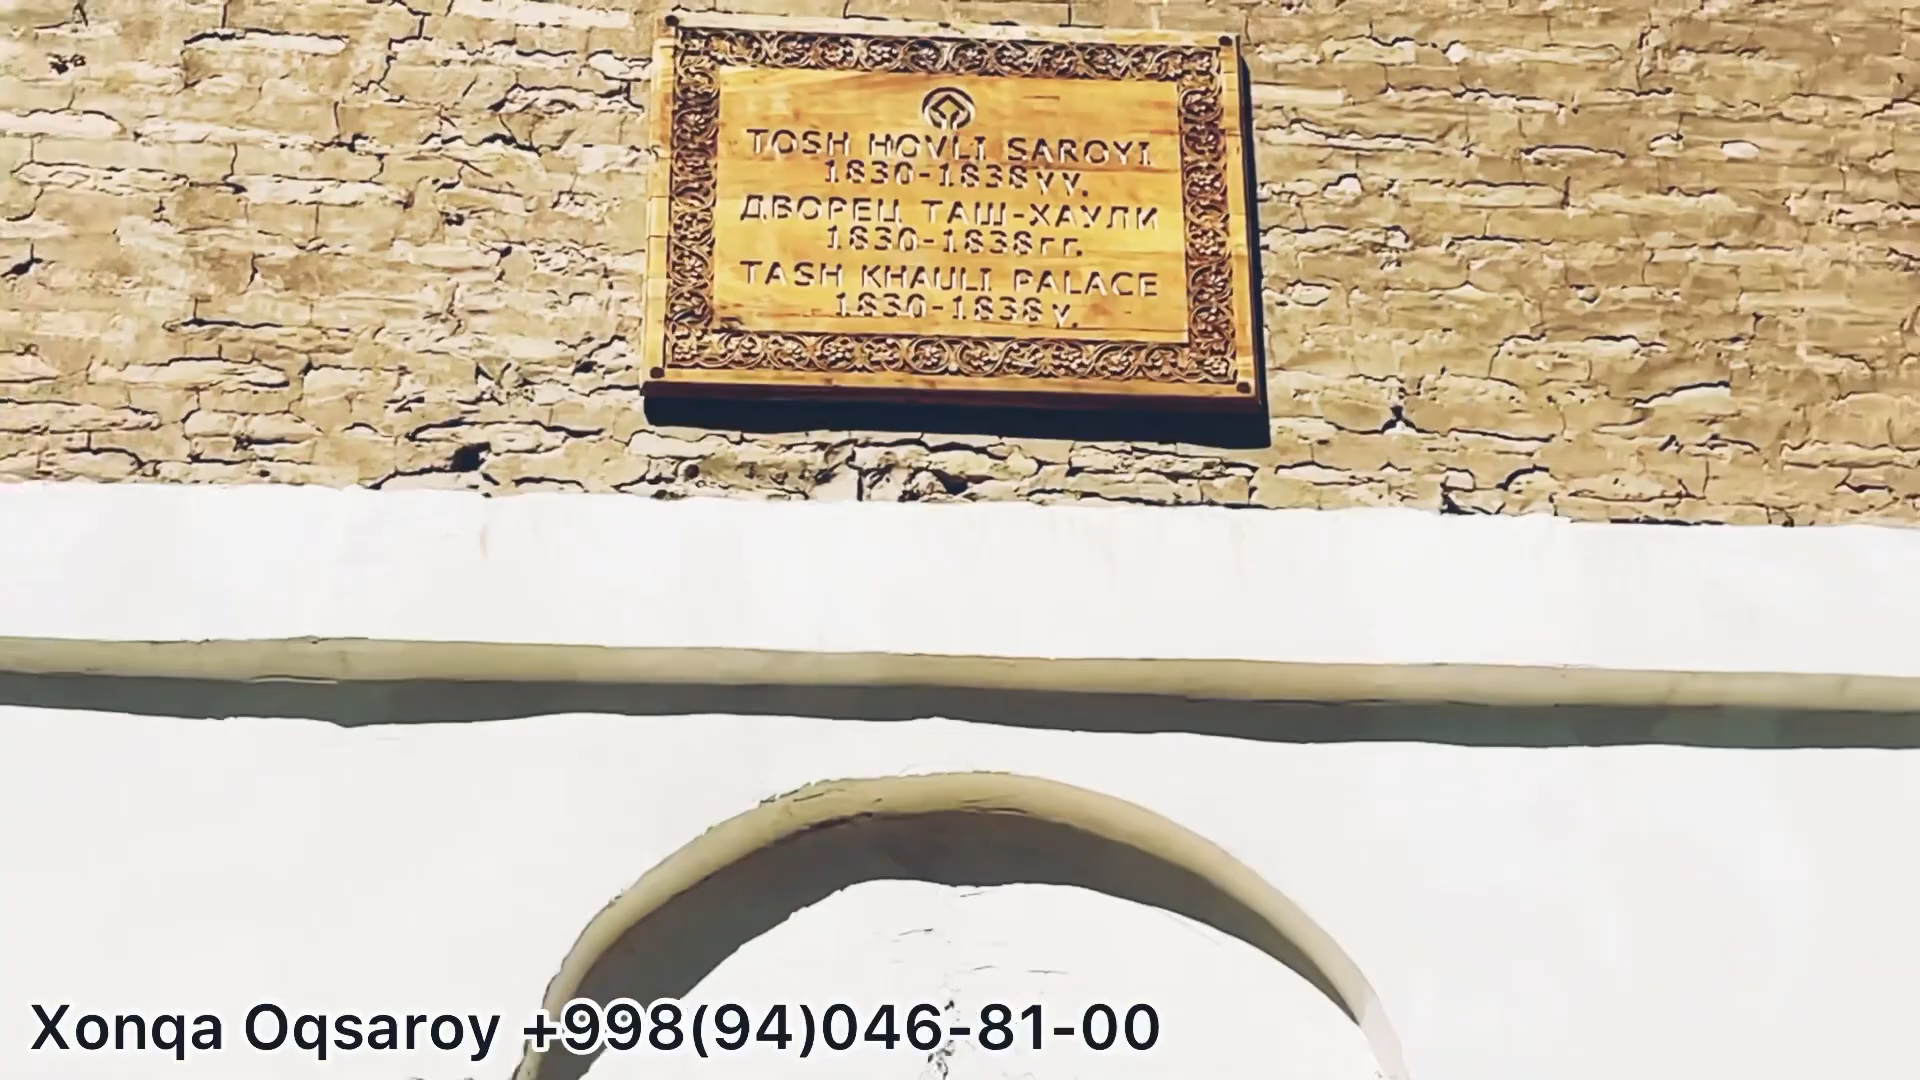 TOSH HOVLI SAROYI
1830-1838yy.
ДВОРЕЦ ТАШ-ХАУЛИ
1830-1838гг.
TASH KHAULI PALACE
1830-1838y.
Xonqa Oqsaroy +998(94)046-81-00